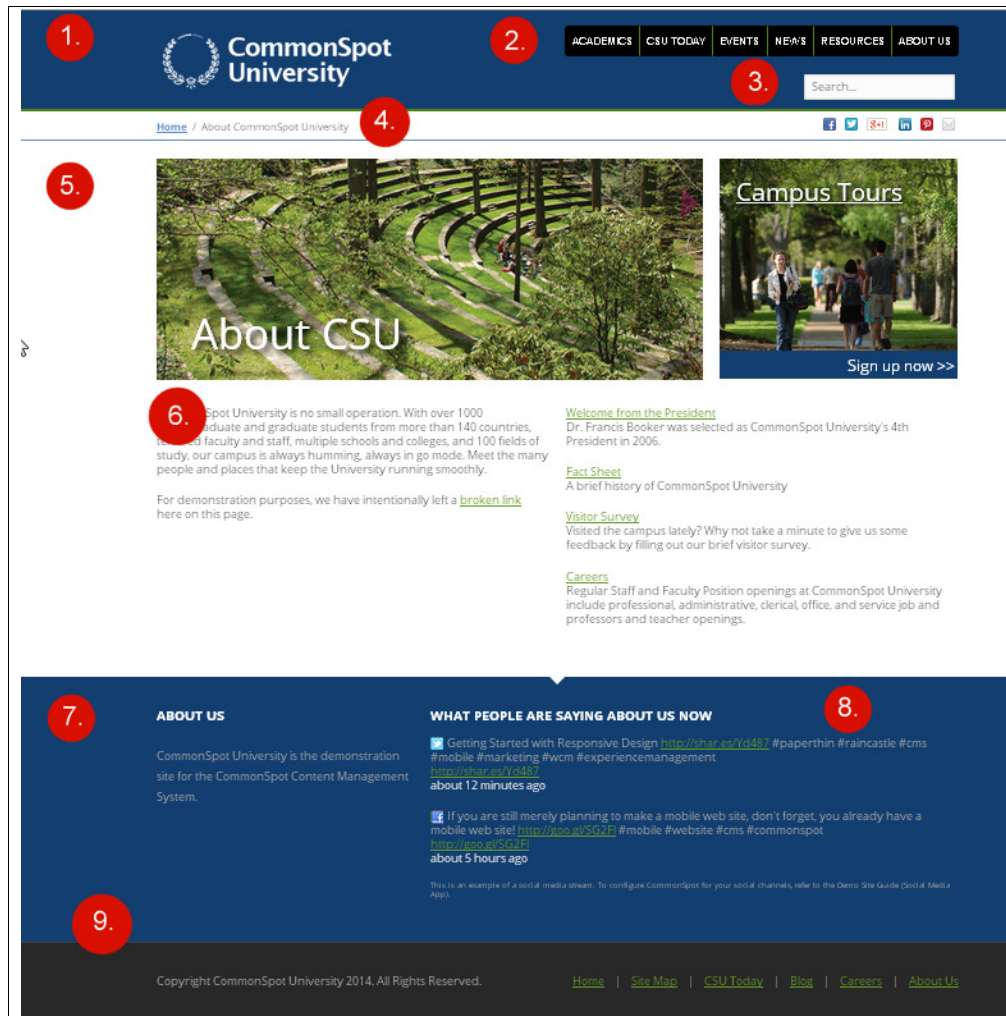 1.
CommonSpot
University
2.
ACADEMICS CSU TODAY EVENTS NEWS RESOURCES ABOUT US
3.
Search...
Home / About CommonSpot University
4.
8+1
5.
About CSU
Campus Tours
Sign up now >>
6.
Spot University is no small operation. With over 1000
and graduate students from more than 140 countries,
faculty and staff, multiple schools and colleges, and 100 fields of
study, our campus is always humming, always in go mode. Meet the many
people and places that keep the University running smoothly.
For demonstration purposes, we have intentionally left a broken link
here on this page.
Welcome from the President
Dr. Francis Booker was selected as CommonSpot University's 4th
President in 2006.
Fact Sheet
A brief history of CommonSpot University
Visitor Survey
Visited the campus lately? Why not take a minute to give us some
feedback by filling out our brief visitor survey.
Careers
Regular Staff and Faculty Position openings at CommonSpot University
include professional, administrative, clerical, office, and service job and
professors and teacher openings.
7.
ABOUT US
CommonSpot University is the demonstration
site for the CommonSpot Content Management
System.
8.
WHAT PEOPLE ARE SAYING ABOUT US NOW
Getting Started with Responsive Design http://shar.es/Yd487 #paperthin #raincastle #cms
#mobile #marketing #wcm #experiencemanagement
http://shar.es/Yd487
about 12 minutes ago
If you are still merely planning to make a mobile web site, don't forget, you already have a
mobile web site! http://goo.gl/SG2Fl #mobile #website #cms #commonspot
http://goo.gl/SG2Fl
about 5 hours ago
This is an example of a social media stream. To configure CommonSpot for your social channels, refer to the Demo Site Guide (Social Media
App).
9.
Copyright CommonSpot University 2014. All Rights Reserved.
Home | Site Map | CSU Today | Blog | Careers | About Us